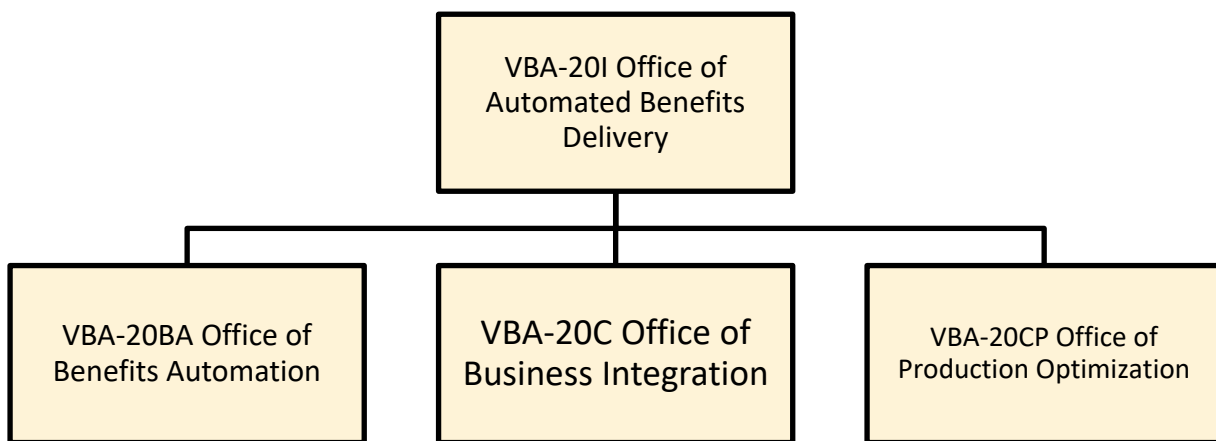 VBA-20I Office of
Automated Benefits
Delivery
VBA-20BA Office of
Benefits Automation
VBA-20C Office of
Business Integration
VBA-20CP Office of
Production Optimization